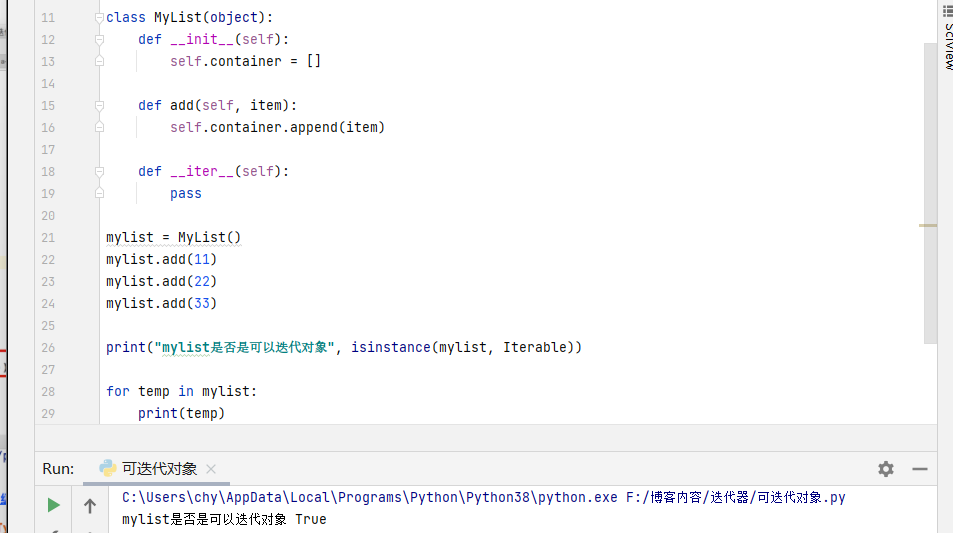 11 class MyList(object):
12 def __init__(self):
13 self.container = []
14
15 def add(self, item):
16 self.container.append(item)
17
18 def __iter__(self):
19 pass
20
21 mylist = MyList()
22 mylist.add(11)
23 mylist.add(22)
24 mylist.add(33)
25
26 print("mylist是否是可以迭代对象", isinstance(mylist, Iterable))
27
28 for temp in mylist:
29 print(temp)
SciView
Run: 可迭代对象
C:\Users\chy\AppData\Local\Programs\Python\Python38\python.exe F:/博客内容/迭代器/可迭代对象.py
mylist是否是可以迭代对象 True